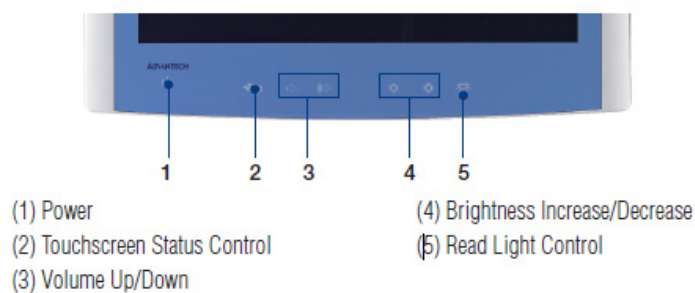 ADVANTECH
1 2 3 4 5
(1) Power
(2) Touchscreen Status Control
(3) Volume Up/Down
(4) Brightness Increase/Decrease
(5) Read Light Control